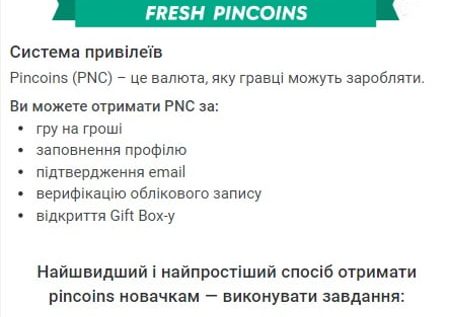 FRESH PINCOINS
Система привілеїв
Pincoins (PNC) – це валюта, яку гравці можуть заробляти.
Ви можете отримати PNC за:
• гру на гроші
• заповнення профілю
• підтвердження email
• верифікацію облікового запису
• відкриття Gift Box-у
Найшвидший і найпростіший спосіб отримати
pincoins новачкам — виконувати завдання: